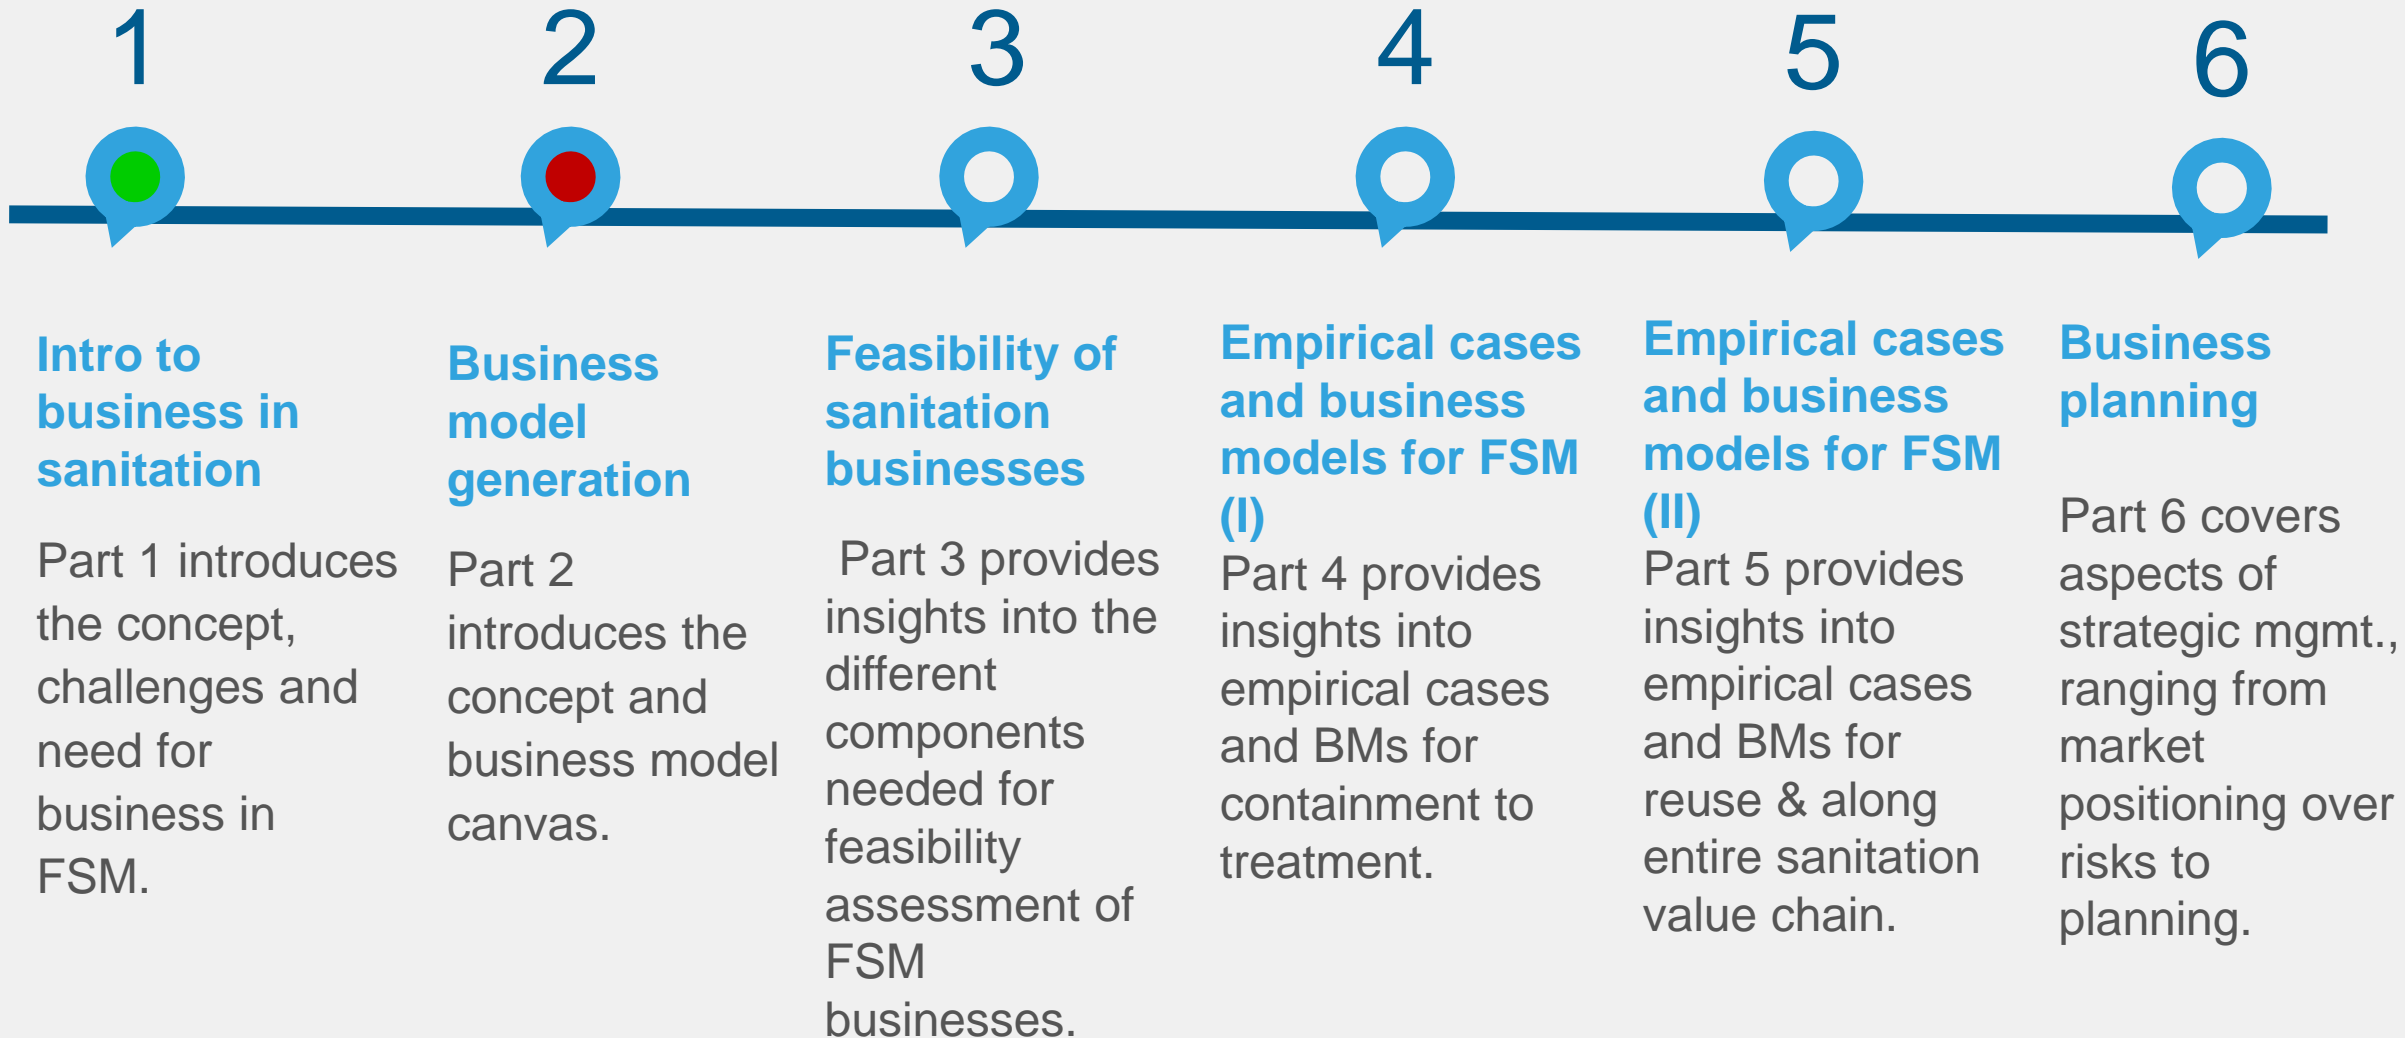 1
2
3
4
5
6
Intro to
business in
sanitation
Part 1 introduces
the concept,
challenges and
need for
business in
FSM.
Business
model
generation
Part 2
introduces the
concept and
business model
canvas.
Feasibility of
sanitation
businesses
Part 3 provides
insights into the
different
components
needed for
feasibility
assessment of
FSM
businesses.
Empirical cases
and business
models for FSM
(I)
Part 4 provides
insights into
empirical cases
and BMs for
containment to
treatment.
Empirical cases
and business
models for FSM
(II)
Part 5 provides
insights into
empirical cases
and BMs for
reuse & along
entire sanitation
value chain.
Business
planning
Part 6 covers
aspects of
strategic mgmt.,
ranging from
market
positioning over
risks to
planning.